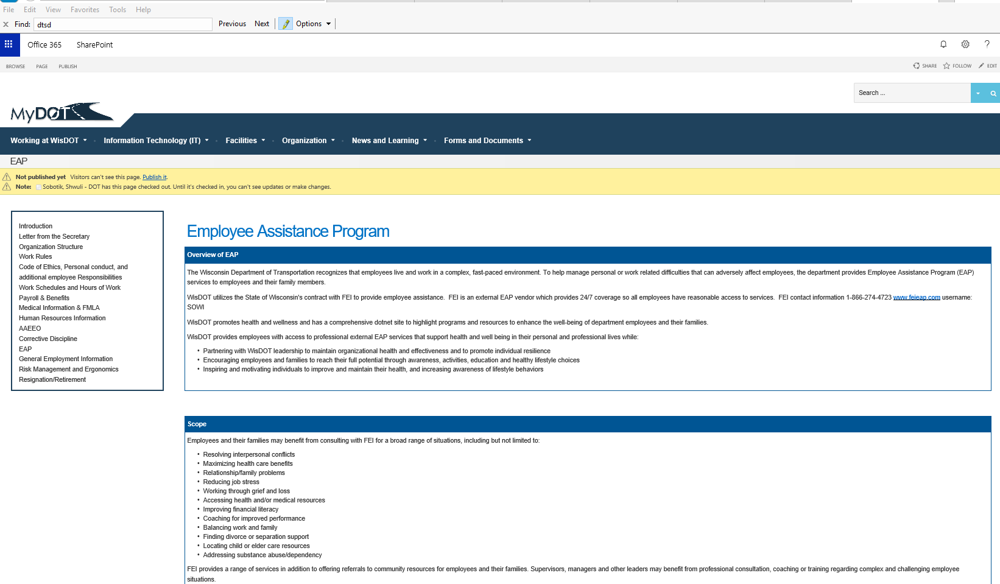 File Edit View Favorites Tools Help
Find: dtsd Previous Next Options
Office 365 SharePoint ?
BROWSE PAGE PUBLISH SHARE FOLLOW EDIT
Search ...
MyDOT
Working at WisDOT Information Technology (IT) Facilities Organization News and Learning Forms and Documents
EAP
Not published yet Visitors can't see this page. Publish it.
Note: Sobotik, Shwuli - DOT has this page checked out. Until it's checked in, you can't see updates or make changes.
Introduction
Letter from the Secretary
Organization Structure
Work Rules
Code of Ethics, Personal conduct, and
additional employee Responsibilities
Work Schedules and Hours of Work
Payroll & Benefits
Medical Information & FMLA
Human Resources Information
AAEEO
Corrective Discipline
EAP
General Employment Information
Risk Management and Ergonomics
Resignation/Retirement
Employee Assistance Program
Overview of EAP
The Wisconsin Department of Transportation recognizes that employees live and work in a complex, fast-paced environment. To help manage personal or work related difficulties that can adversely affect employees, the department provides Employee Assistance Program (EAP)
services to employees and their family members.
WisDOT utilizes the State of Wisconsin's contract with FEI to provide employee assistance. FEI is an external EAP vendor which provides 24/7 coverage so all employees have reasonable access to services. FEI contact information 1-866-274-4723 www.feieap.com username:
SOWI
WisDOT promotes health and wellness and has a comprehensive dotnet site to highlight programs and resources to enhance the well-being of department employees and their families.
WisDOT provides employees with access to professional external EAP services that support health and well being in their personal and professional lives while:
• Partnering with WisDOT leadership to maintain organizational health and effectiveness and to promote individual resilience
• Encouraging employees and families to reach their full potential through awareness, activities, education and healthy lifestyle choices
• Inspiring and motivating individuals to improve and maintain their health, and increasing awareness of lifestyle behaviors
Scope
Employees and their families may benefit from consulting with FEI for a broad range of situations, including but not limited to:
• Resolving interpersonal conflicts
• Maximizing health care benefits
• Relationship/family problems
• Reducing job stress
• Working through grief and loss
• Accessing health and/or medical resources
• Improving financial literacy
• Coaching for improved performance
• Balancing work and family
• Finding divorce or separation support
• Locating child or elder care resources
• Addressing substance abuse/dependency
FEI provides a range of services in addition to offering referrals to community resources for employees and their families. Supervisors, managers and other leaders may benefit from professional consultation, coaching or training regarding complex and challenging employee
situations.